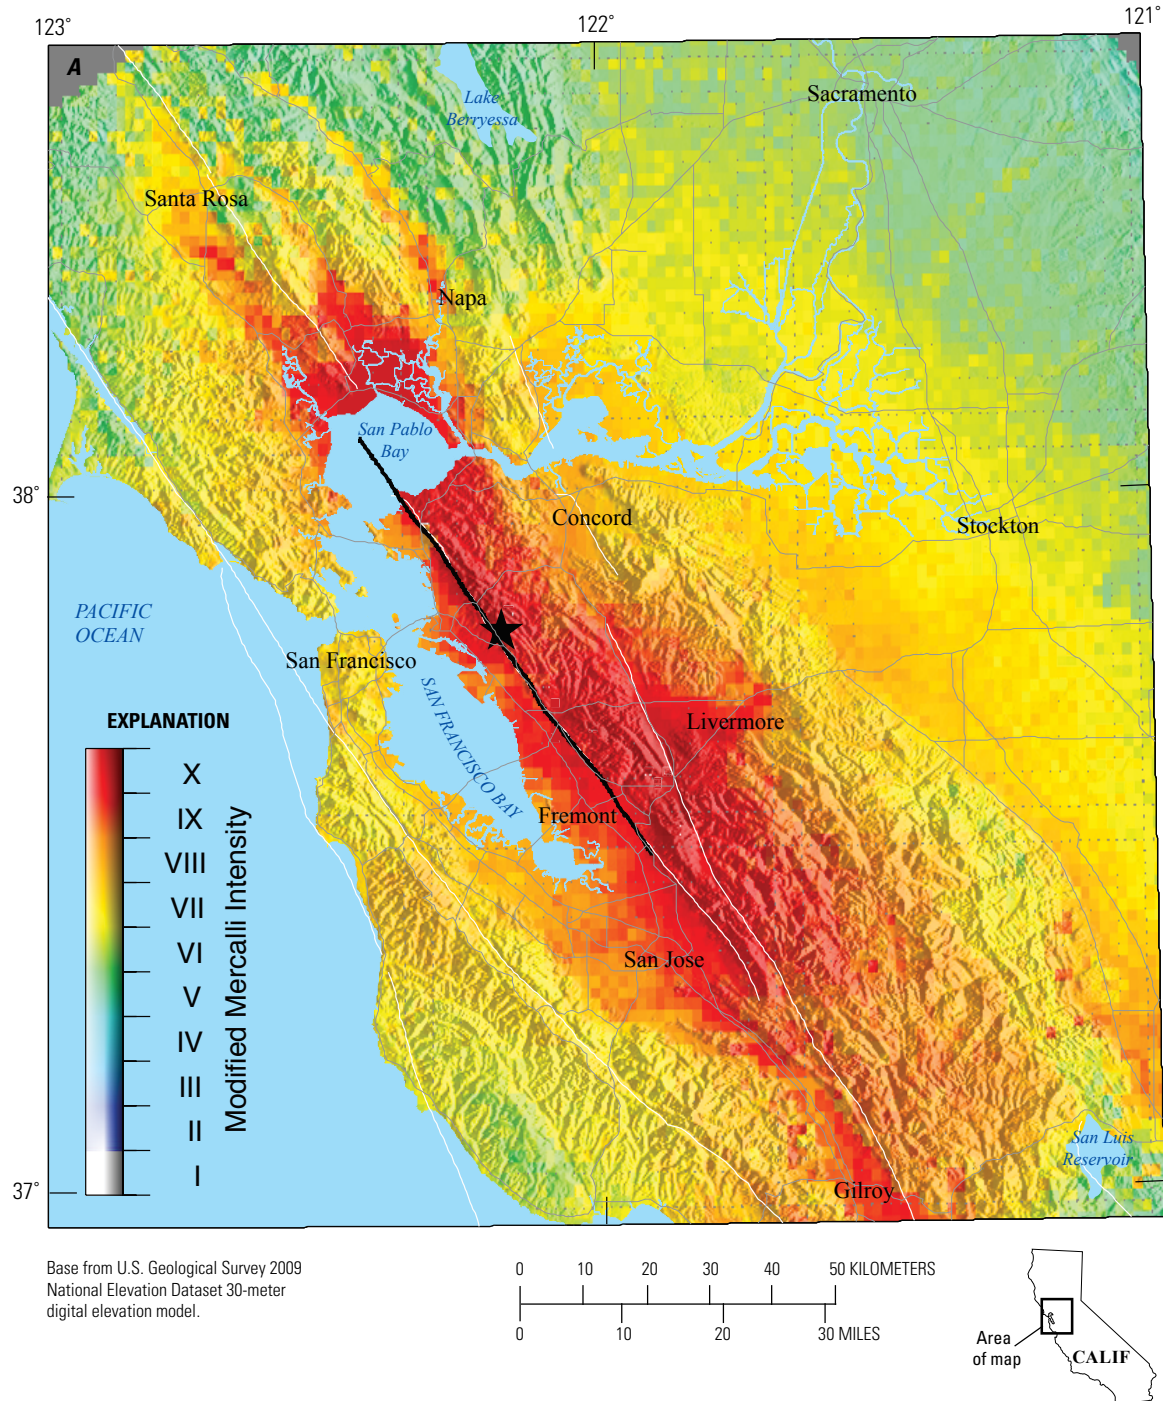 123°
122°
121°
A
Lake
Berryessa
Sacramento
Santa Rosa
Napa
San Pablo
Bay
38°
Concord
Stockton
PACIFIC
OCEAN
San Francisco
SAN FRANCISCO BAY
Livermore
EXPLANATION
X
IX
VIII
VII
VI
V
IV
III
II
I
Modified Mercalli Intensity
Fremont
San Jose
San Luis
Reservoir
37°
Gilroy
Base from U.S. Geological Survey 2009
National Elevation Dataset 30-meter
digital elevation model.
0 10 20 30 40 50 KILOMETERS
0 10 20 30 MILES
Area
of map
CALIF